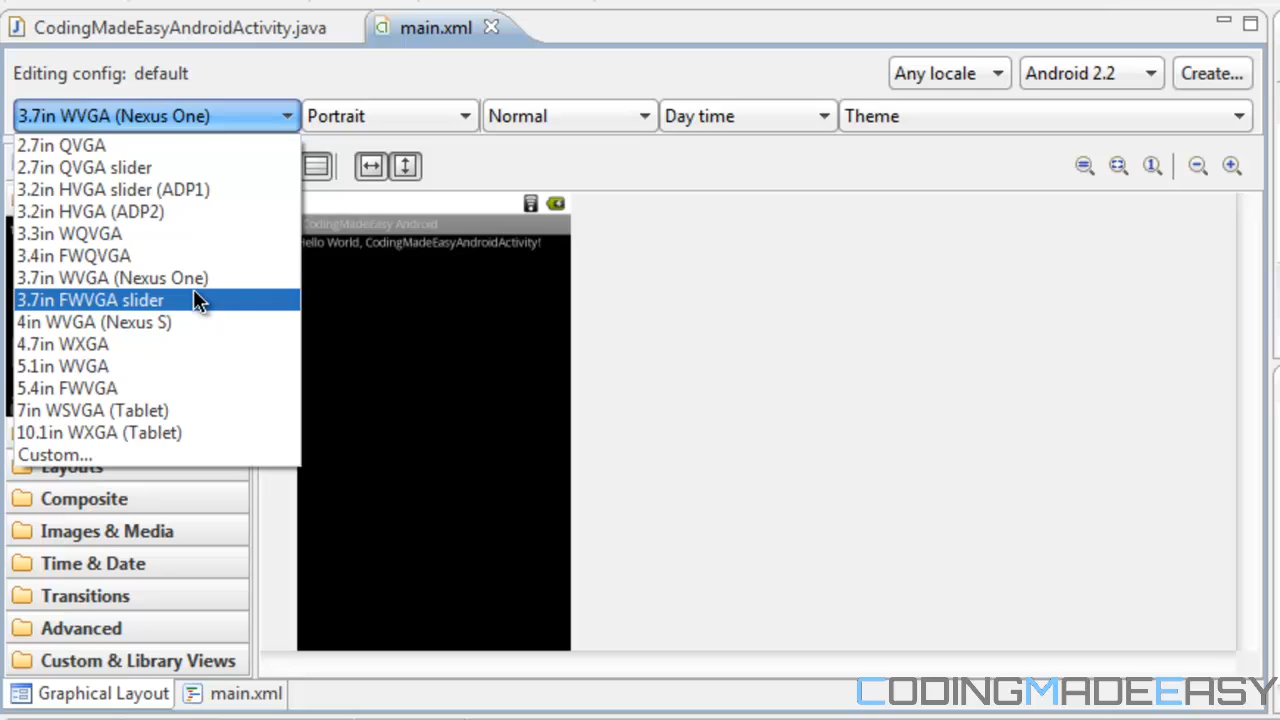 CodingMadeEasyAndroidActivity.java
main.xml
Editing config: default
Any locale
Android 2.2
Create...
3.7in WVGA (Nexus One)
Portrait
Normal
Day time
Theme
2.7in QVGA
2.7in QVGA slider
3.2in HVGA slider (ADP1)
3.2in HVGA (ADP2)
3.3in WQVGA
3.4in FWQVGA
3.7in WVGA (Nexus One)
3.7in FWVGA slider
4in WVGA (Nexus S)
4.7in WXGA
5.1in WVGA
5.4in FWVGA
7in WSVGA (Tablet)
10.1in WXGA (Tablet)
Custom...
CodingMadeEasy Android
Hello World, CodingMadeEasyAndroidActivity!
Layouts
Composite
Images & Media
Time & Date
Transitions
Advanced
Custom & Library Views
Graphical Layout
main.xml
CODINGMADEEASY